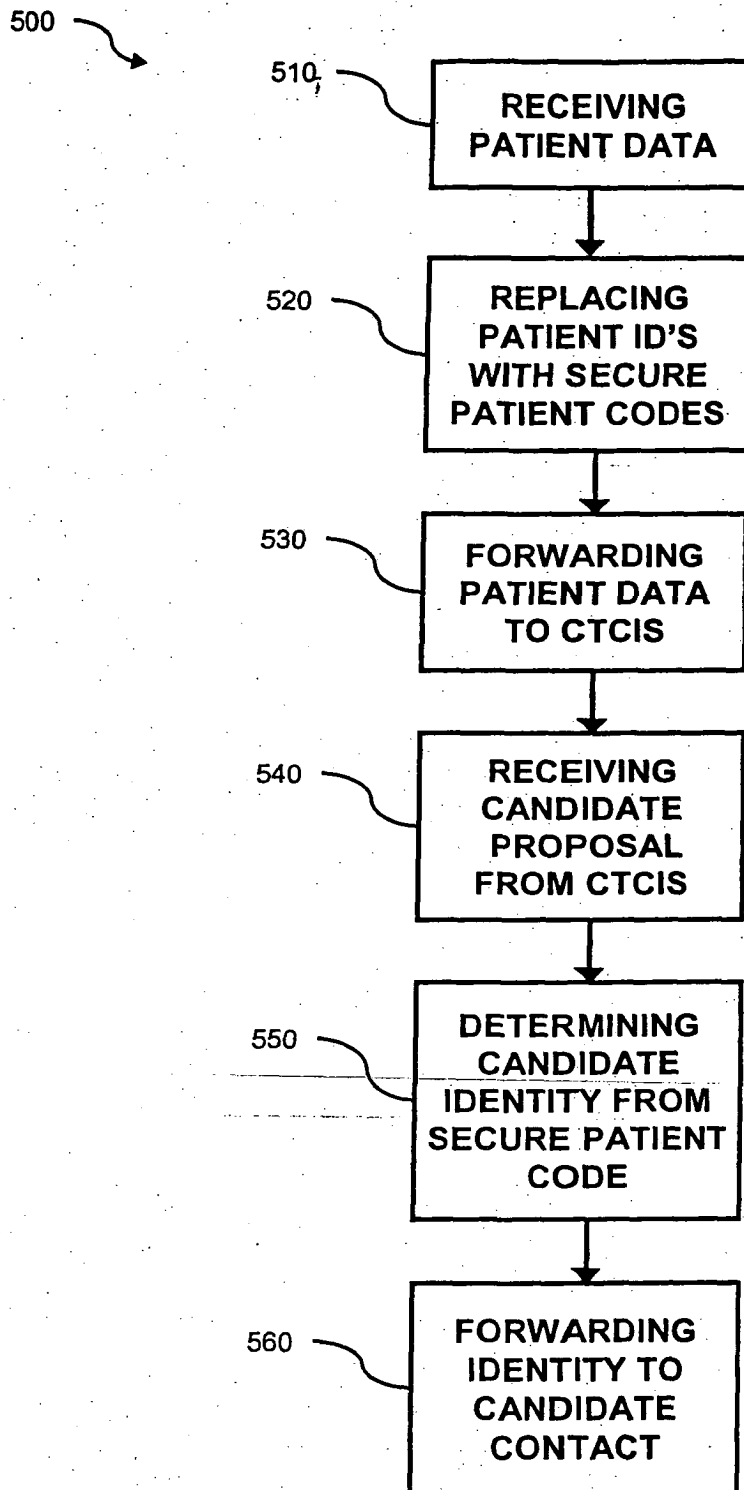 500
510
RECEIVING
PATIENT DATA
520
REPLACING
PATIENT ID'S
WITH SECURE
PATIENT CODES
530
FORWARDING
PATIENT DATA
TO CTCIS
540
RECEIVING
CANDIDATE
PROPOSAL
FROM CTCIS
550
DETERMINING
CANDIDATE
IDENTITY FROM
SECURE PATIENT
CODE
560
FORWARDING
IDENTITY TO
CANDIDATE
CONTACT